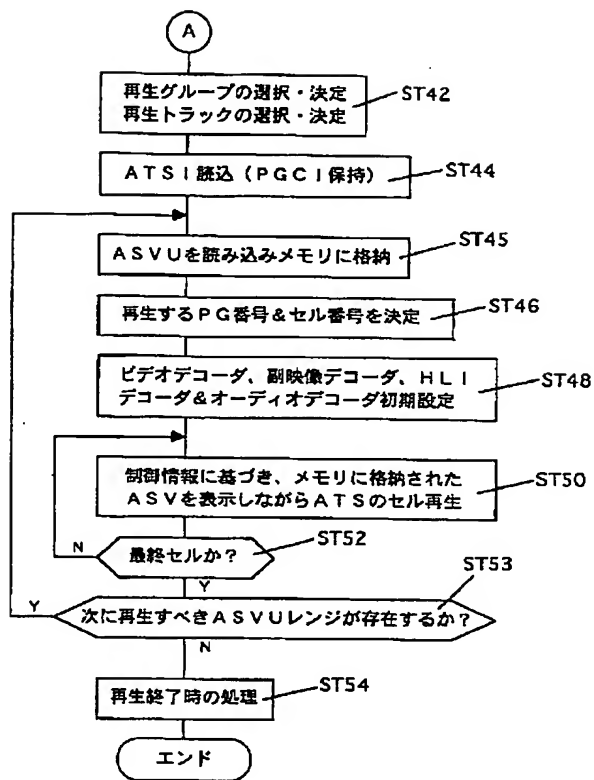 A
再生グループの選択・決定
再生トラックの選択・決定
ST42
ATSI読込(PGCI保持)
ST44
ASVUを読み込みメモリに格納
ST45
再生するPG番号&セル番号を決定
ST46
ビデオデコーダ、副映像デコーダ、HLI
デコーダ&オーディオデコーダ初期設定
ST48
制御情報に基づき、メモリに格納された
ASVを表示しながらATSのセル再生
ST50
N
最終セルか?
ST52
Y
Y
次に再生すべきASVUレンジが存在するか?
ST53
N
再生終了時の処理
ST54
エンド